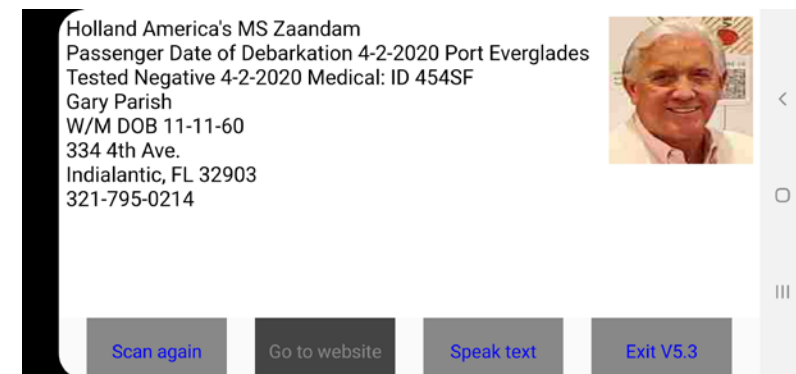 Holland America's MS Zaandam
Passenger Date of Debarkation 4-2-2020 Port Everglades
Tested Negative 4-2-2020 Medical: ID 454SF
Gary Parish
W/M DOB 11-11-60
334 4th Ave.
Indialantic, FL 32903
321-795-0214
Scan again
Go to website
Speak text
Exit V5.3